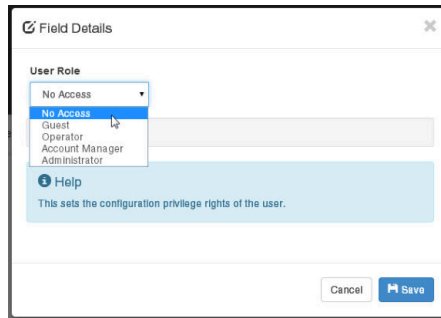 Field Details
User Role
No Access
No Access
Guest
Operator
Account Manager
Administrator
Help
This sets the configuration privilege rights of the user.
Cancel
Save